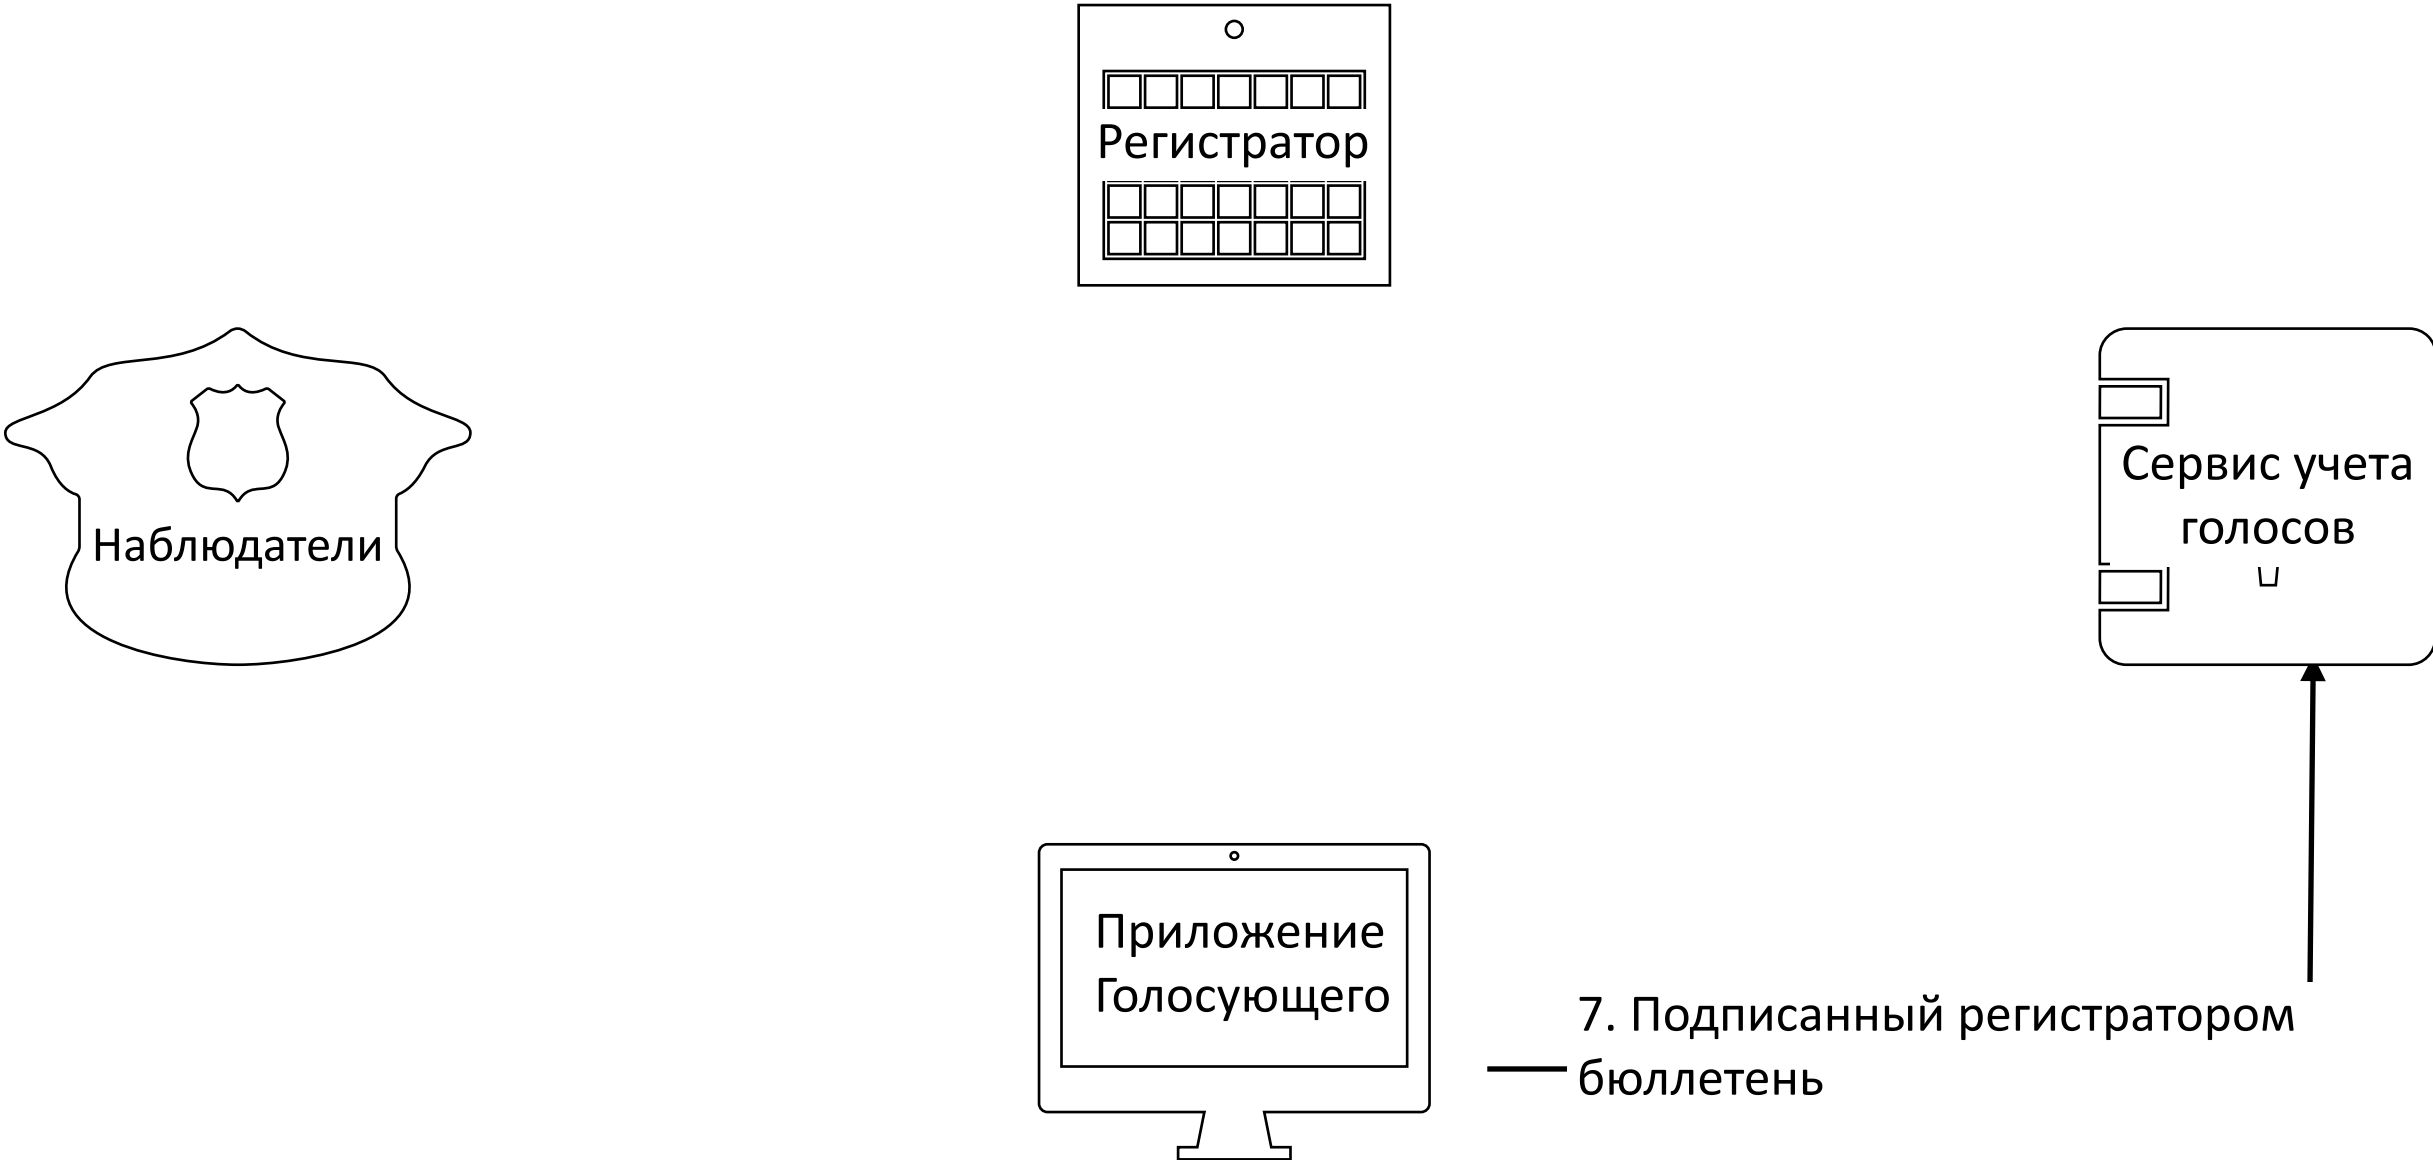 Регистратор
Наблюдатели
Сервис учета
голосов
Приложение
Голосующего
7. Подписанный регистратором
бюллетень